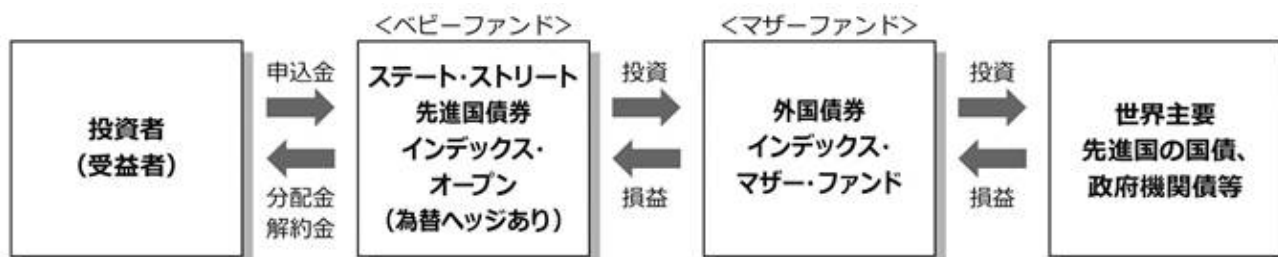 <ベビーファンド>
<マザーファンド>
投資者
(受益者)
申込金
分配金
解約金
ステート・ストリート
先進国債券
インデックス・
オープン
(為替ヘッジあり)
投資
損益
外国債券
インデックス・
マザー・ファンド
投資
損益
世界主要
先進国の国債、
政府機関債等